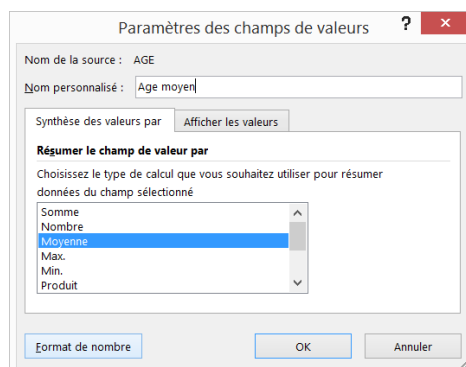 Paramètres des champs de valeurs ? ×
Nom de la source : AGE
Nom personnalisé : Age moyen
Synthèse des valeurs par Afficher les valeurs
Résumer le champ de valeur par
Choisissez le type de calcul que vous souhaitez utiliser pour résumer
données du champ sélectionné
Somme
Nombre
Moyenne
Max.
Min.
Produit
Format de nombre OK Annuler